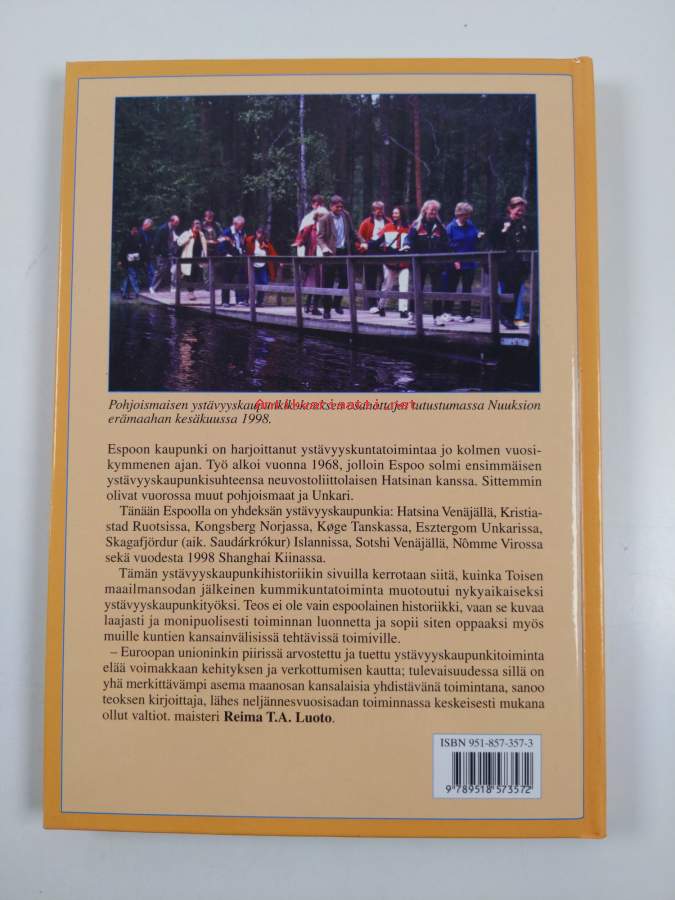 Pohjoismaisen ystävyyskaupunkikokouksen osanottajia tutustumassa Nuuksion
erämaahan kesäkuussa 1998.
Espoon kaupunki on harjoittanut ystävyyskuntatoimintaa jo kolmen vuosi-
kymmenen ajan. Työ alkoi vuonna 1968, jolloin Espoo solmi ensimmäisen
ystävyyskaupunkisuhteensa neuvostoliittolaisen Hatsinan kanssa. Sittemmin
olivat vuorossa muut pohjoismaat ja Unkari.
Tänään Espoolla on yhdeksän ystävyyskaupunkia: Hatsina Venäjällä, Kristia-
stad Ruotsissa, Kongsberg Norjassa, Køge Tanskassa, Esztergom Unkarissa,
Skagafjördur (aik. Saudárkrókur) Islannissa, Sotshi Venäjällä, Nômme Virossa
sekä vuodesta 1998 Shanghai Kiinassa.
Tämän ystävyyskaupunkihistoriikin sivuilla kerrotaan siitä, kuinka Toisen
maailmansodan jälkeinen kummikuntatoiminta muotoutui nykyaikaiseksi
ystävyyskaupunkityöksi. Teos ei ole vain espoolainen historiikki, vaan se kuvaa
laajasti ja monipuolisesti toiminnan luonnetta ja sopii siten oppaaksi myös
muille kuntien kansainvälisissä tehtävissä toimiville.
– Euroopan unioninkin piirissä arvostettu ja tuettu ystävyyskaupunkitoiminta
elää voimakkaan kehityksen ja verkottumisen kautta; tulevaisuudessa sillä on
yhä merkittävämpi asema maanosan kansalaisia yhdistävänä toimintana, sanoo
teoksen kirjoittaja, lähes neljännesvuosisadan toiminnassa keskeisesti mukana
ollut valtiot. maisteri Reima T.A. Luoto.
ISBN 951-857-357-3
9 789518 573572